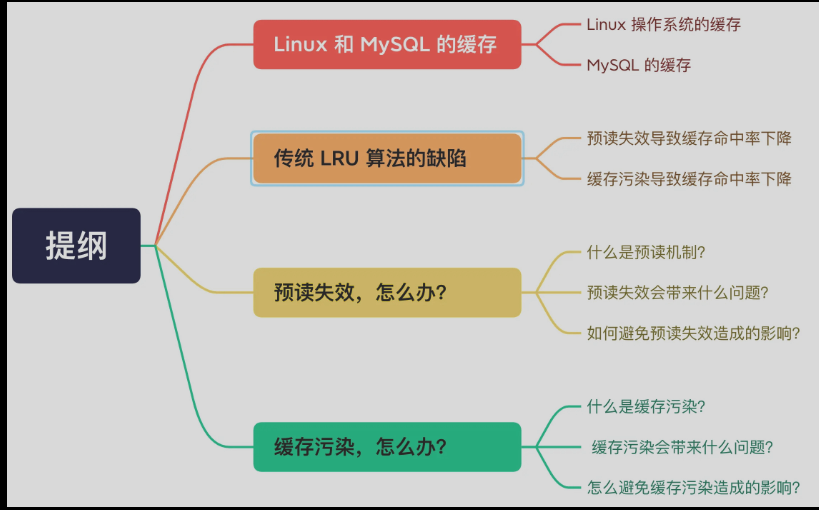 提纲
Linux 和 MySQL 的缓存
Linux 操作系统的缓存
MySQL 的缓存
传统 LRU 算法的缺陷
预读失效导致缓存命中率下降
缓存污染导致缓存命中率下降
预读失效，怎么办？
什么是预读机制？
预读失效会带来什么问题？
如何避免预读失效造成的影响？
缓存污染，怎么办？
什么是缓存污染？
缓存污染会带来什么问题？
怎么避免缓存污染造成的影响？